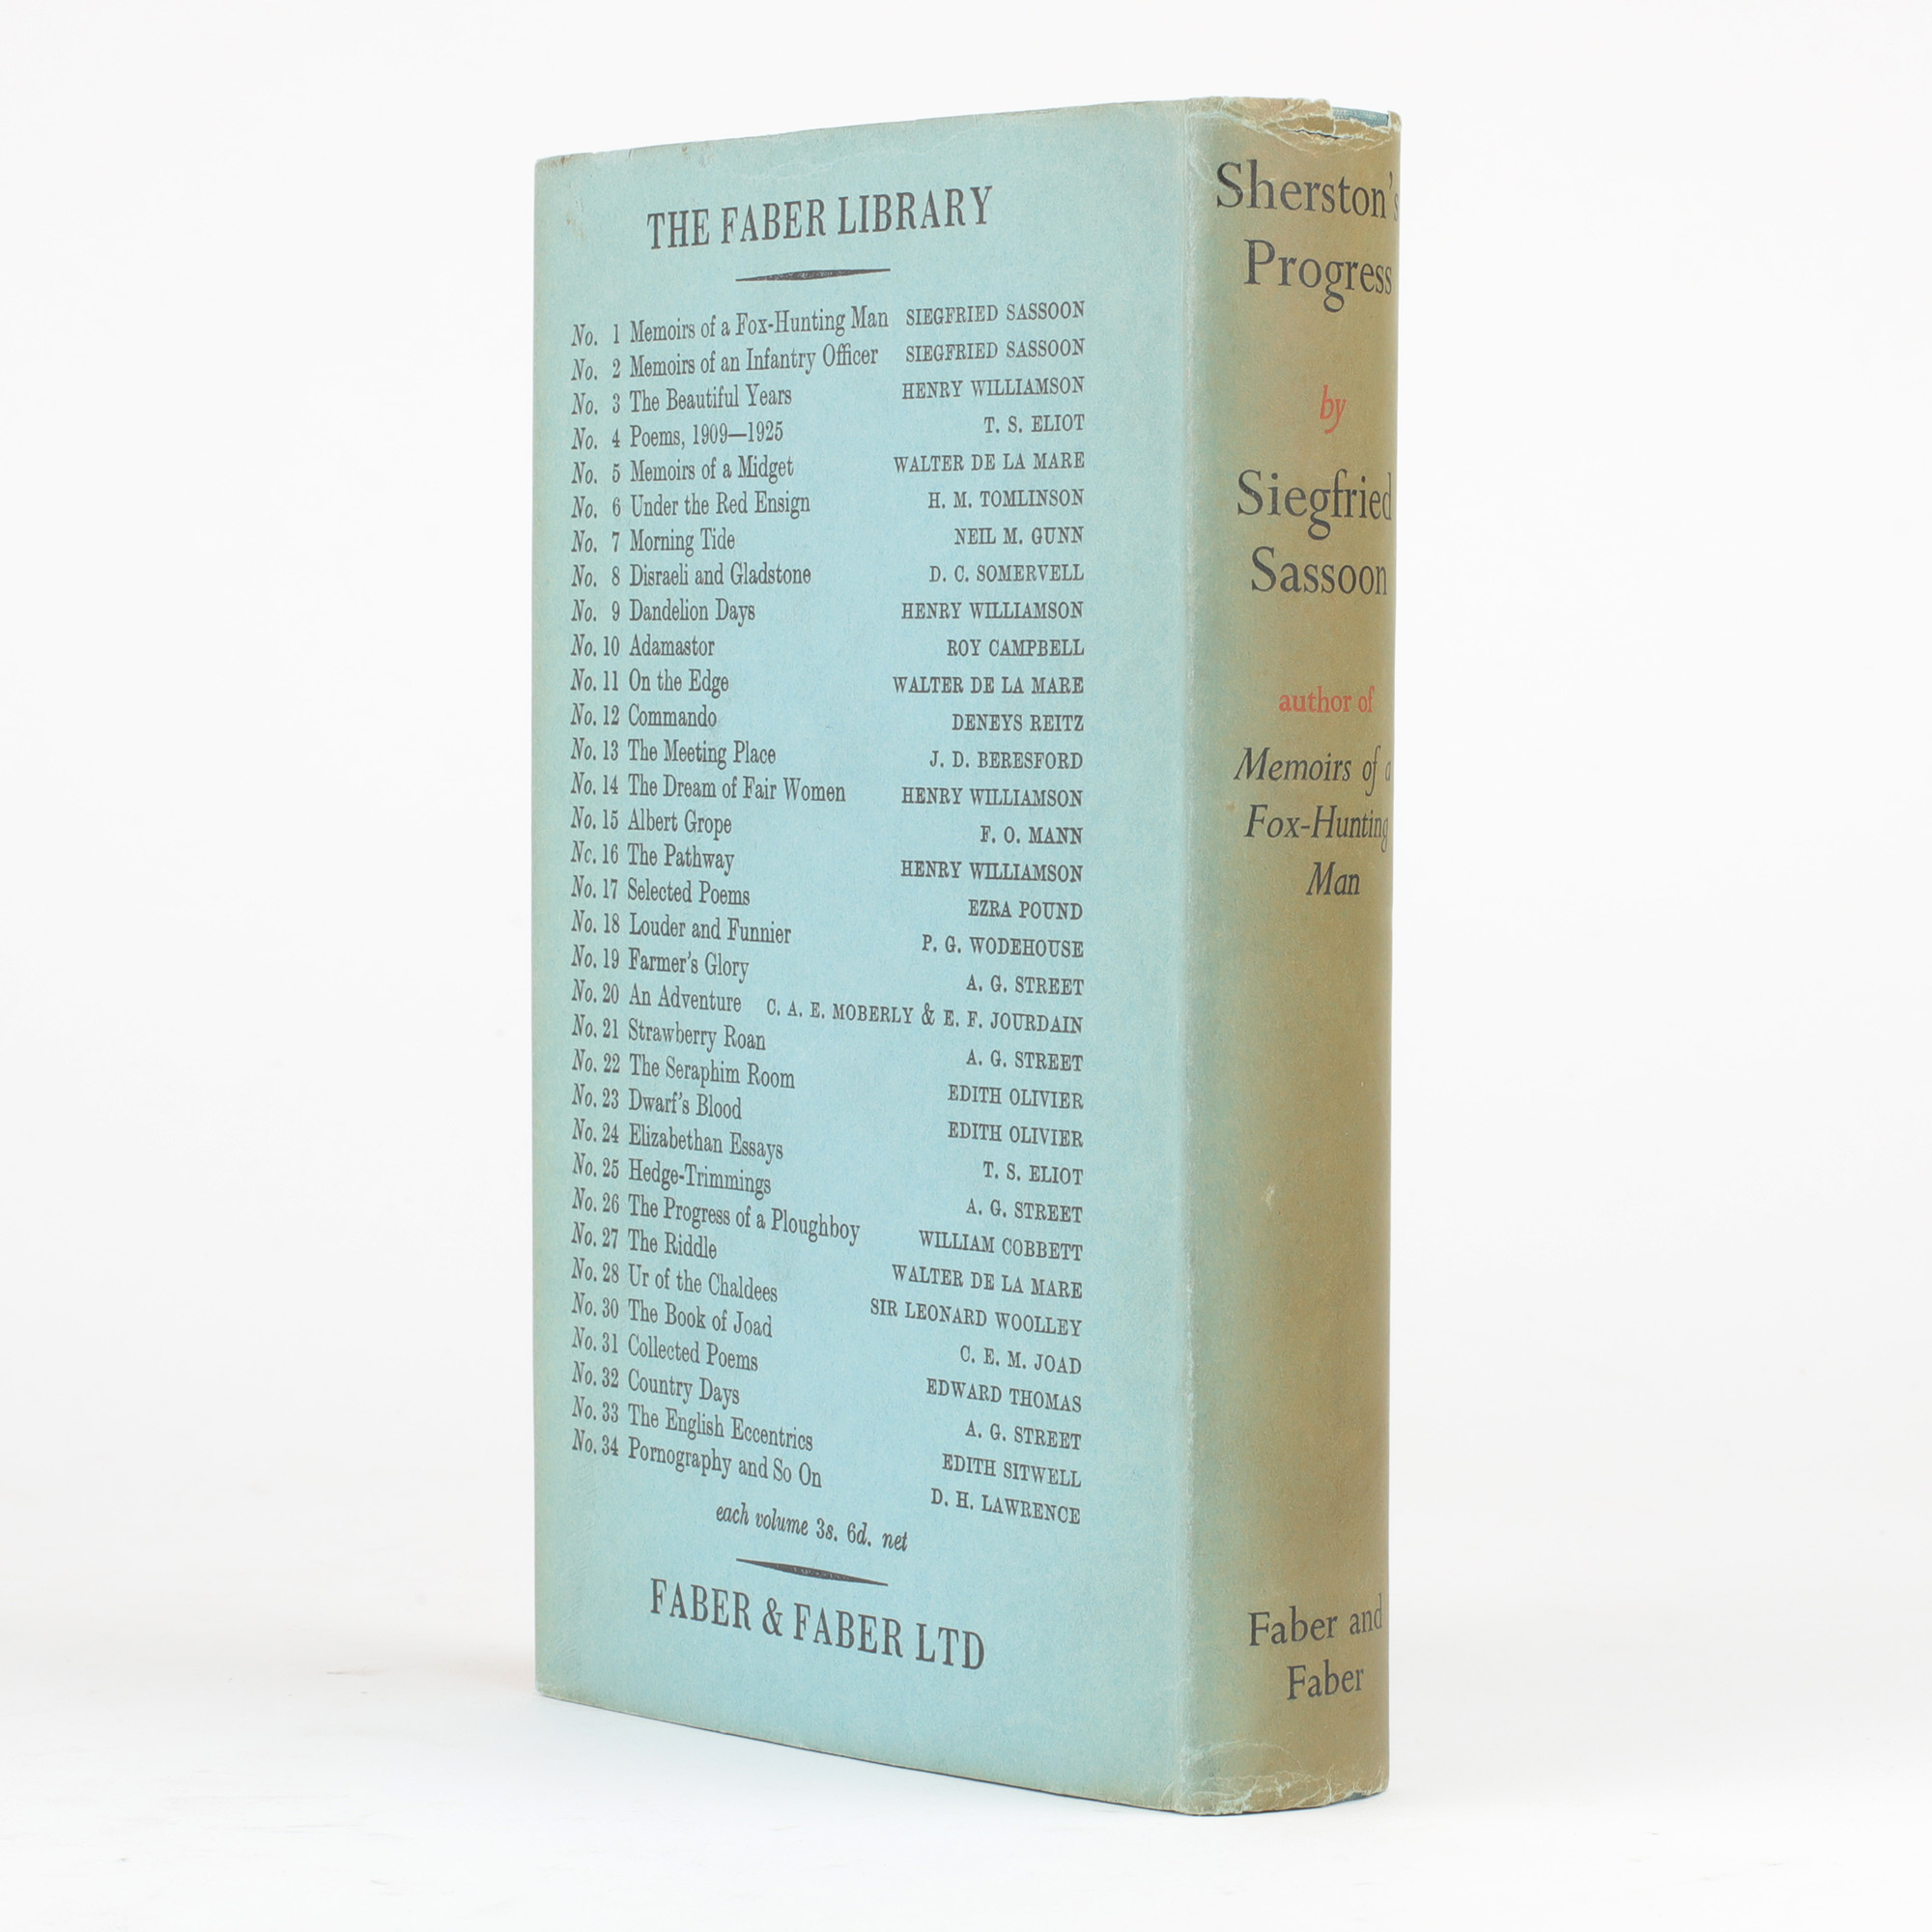 THE FABER LIBRARY
No. 1 Memoirs of a Fox-Hunting Man SIEGFRIED SASSOON
No. 2 Memoirs of an Infantry Officer SIEGFRIED SASSOON
No. 3 The Beautiful Years HENRY WILLIAMSON
No. 4 Poems, 1909—1925 T. S. ELIOT
No. 5 Memoirs of a Midget WALTER DE LA MARE
No. 6 Under the Red Ensign H. M. TOMLINSON
No. 7 Morning Tide NEIL M. GUNN
No. 8 Disraeli and Gladstone D. C. SOMERVELL
No. 9 Dandelion Days HENRY WILLIAMSON
No. 10 Adamastor ROY CAMPBELL
No. 11 On the Edge WALTER DE LA MARE
No. 12 Commando DENEYS REITZ
No. 13 The Meeting Place J. D. BERESFORD
No. 14 The Dream of Fair Women HENRY WILLIAMSON
No. 15 Albert Grope F. O. MANN
Nc. 16 The Pathway HENRY WILLIAMSON
No. 17 Selected Poems EZRA POUND
No. 18 Louder and Funnier P. G. WODEHOUSE
No. 19 Farmer's Glory A. G. STREET
No. 20 An Adventure C. A. E. MOBERLY & E. F. JOURDAIN
No. 21 Strawberry Roan A. G. STREET
No. 22 The Seraphim Room EDITH OLIVIER
No. 23 Dwarf's Blood EDITH OLIVIER
No. 24 Elizabethan Essays T. S. ELIOT
No. 25 Hedge-Trimmings A. G. STREET
No. 26 The Progress of a Ploughboy WILLIAM COBBETT
No. 27 The Riddle WALTER DE LA MARE
No. 28 Ur of the Chaldees SIR LEONARD WOOLLEY
No. 30 The Book of Joad C. E. M. JOAD
No. 31 Collected Poems EDWARD THOMAS
No. 32 Country Days A. G. STREET
No. 33 The English Eccentrics EDITH SITWELL
No. 34 Pornography and So On D. H. LAWRENCE
each volume 3s. 6d. net
FABER & FABER LTD
Sherston's
Progress
by
Siegfried
Sassoon
author of
Memoirs of a
Fox-Hunting
Man
Faber and
Faber